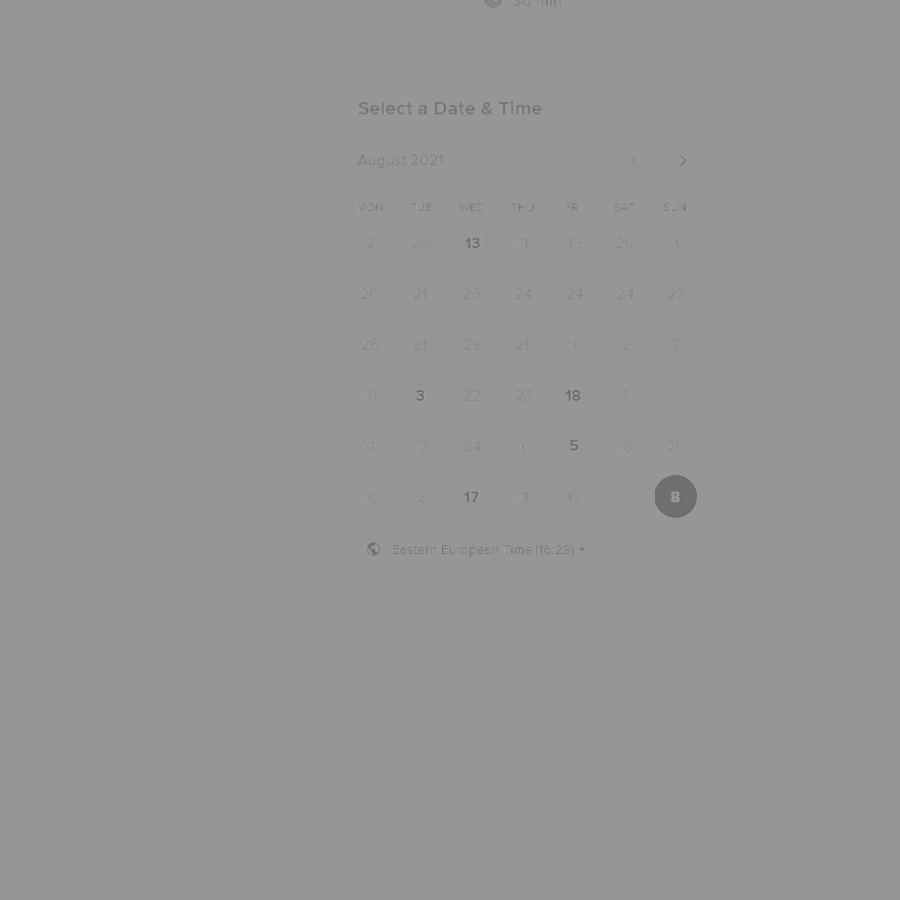 30 min
Select a Date & Time
August 2021
MON TUE WED THU FRI SAT SUN
2 25 13 11 15 20 10
20 21 25 24 24 24 27
26 21 29 21 10 2 7
10 3 22 23 18 7 1
14 17 24 10 5 18 20
10 2 17 11 19 1 8
Eastern European Time (16:28)